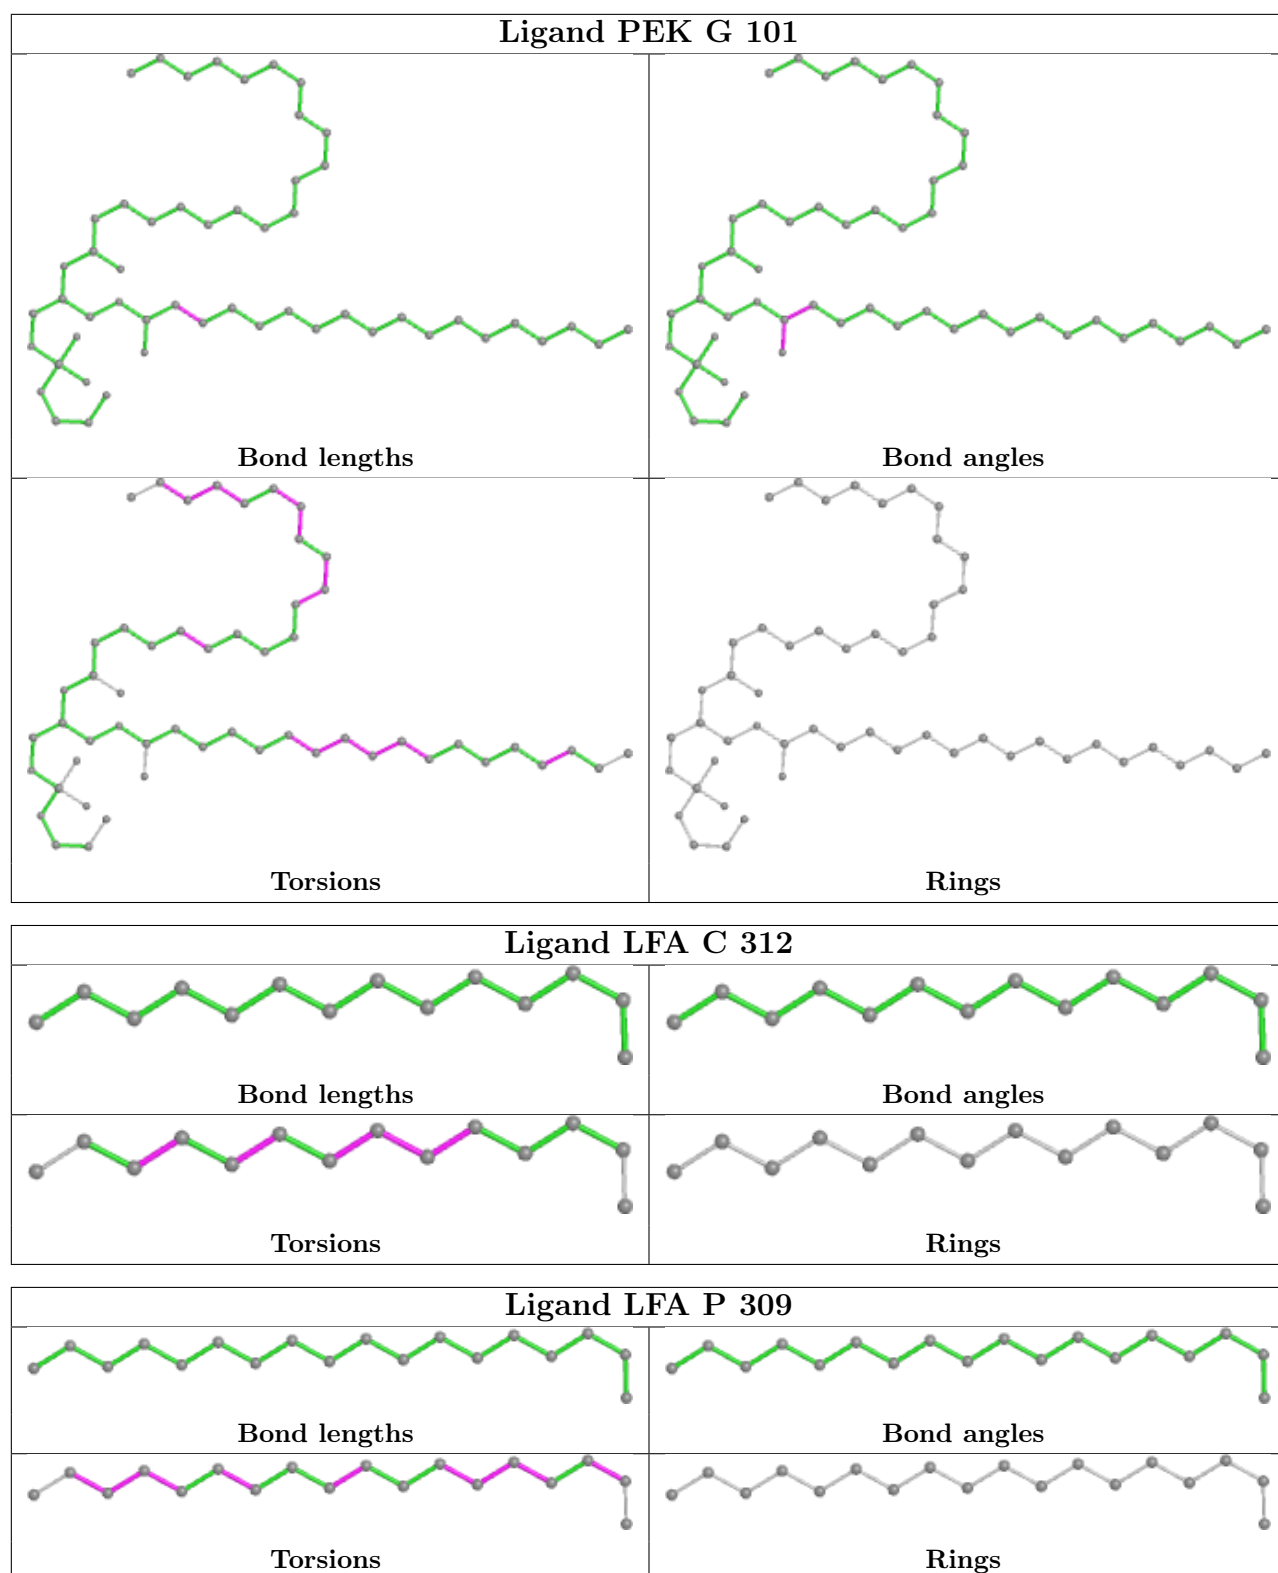 Ligand PEK G 101
Bond lengths
Bond angles
Torsions
Rings
Ligand LFA C 312
Bond lengths
Bond angles
Torsions
Rings
Ligand LFA P 309
Bond lengths
Bond angles
Torsions
Rings